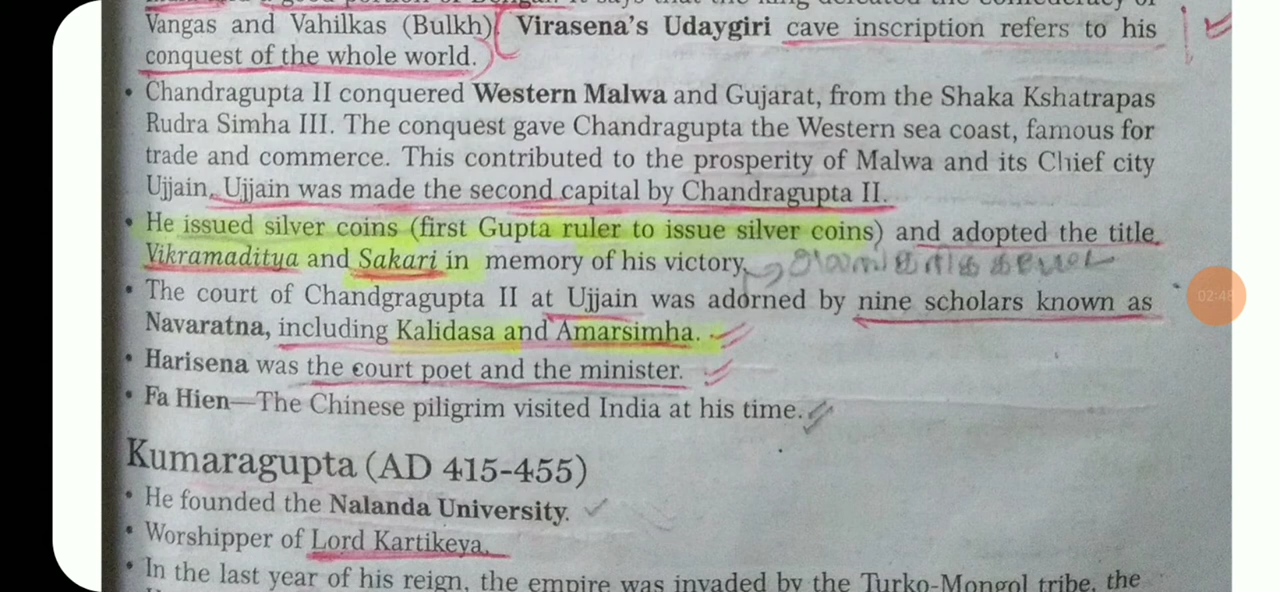 Vangas and Vahilkas (Bulkh). Virasena's Udaygiri cave inscription refers to his
conquest of the whole world.
• Chandragupta II conquered Western Malwa and Gujarat, from the Shaka Kshatrapas
Rudra Simha III. The conquest gave Chandragupta the Western sea coast, famous for
trade and commerce. This contributed to the prosperity of Malwa and its Chief city
Ujjain. Ujjain was made the second capital by Chandragupta II.
• He issued silver coins (first Gupta ruler to issue silver coins) and adopted the title
Vikramaditya and Sakari in memory of his victory.
• The court of Chandgragupta II at Ujjain was adorned by nine scholars known as
Navaratna, including Kalidasa and Amarsimha.
• Harisena was the court poet and the minister.
• Fa Hien—The Chinese piligrim visited India at his time.
Kumaragupta (AD 415-455)
• He founded the Nalanda University.
• Worshipper of Lord Kartikeya.
• In the last year of his reign, the empire was invaded by the Turko-Mongol tribe, the
02:48